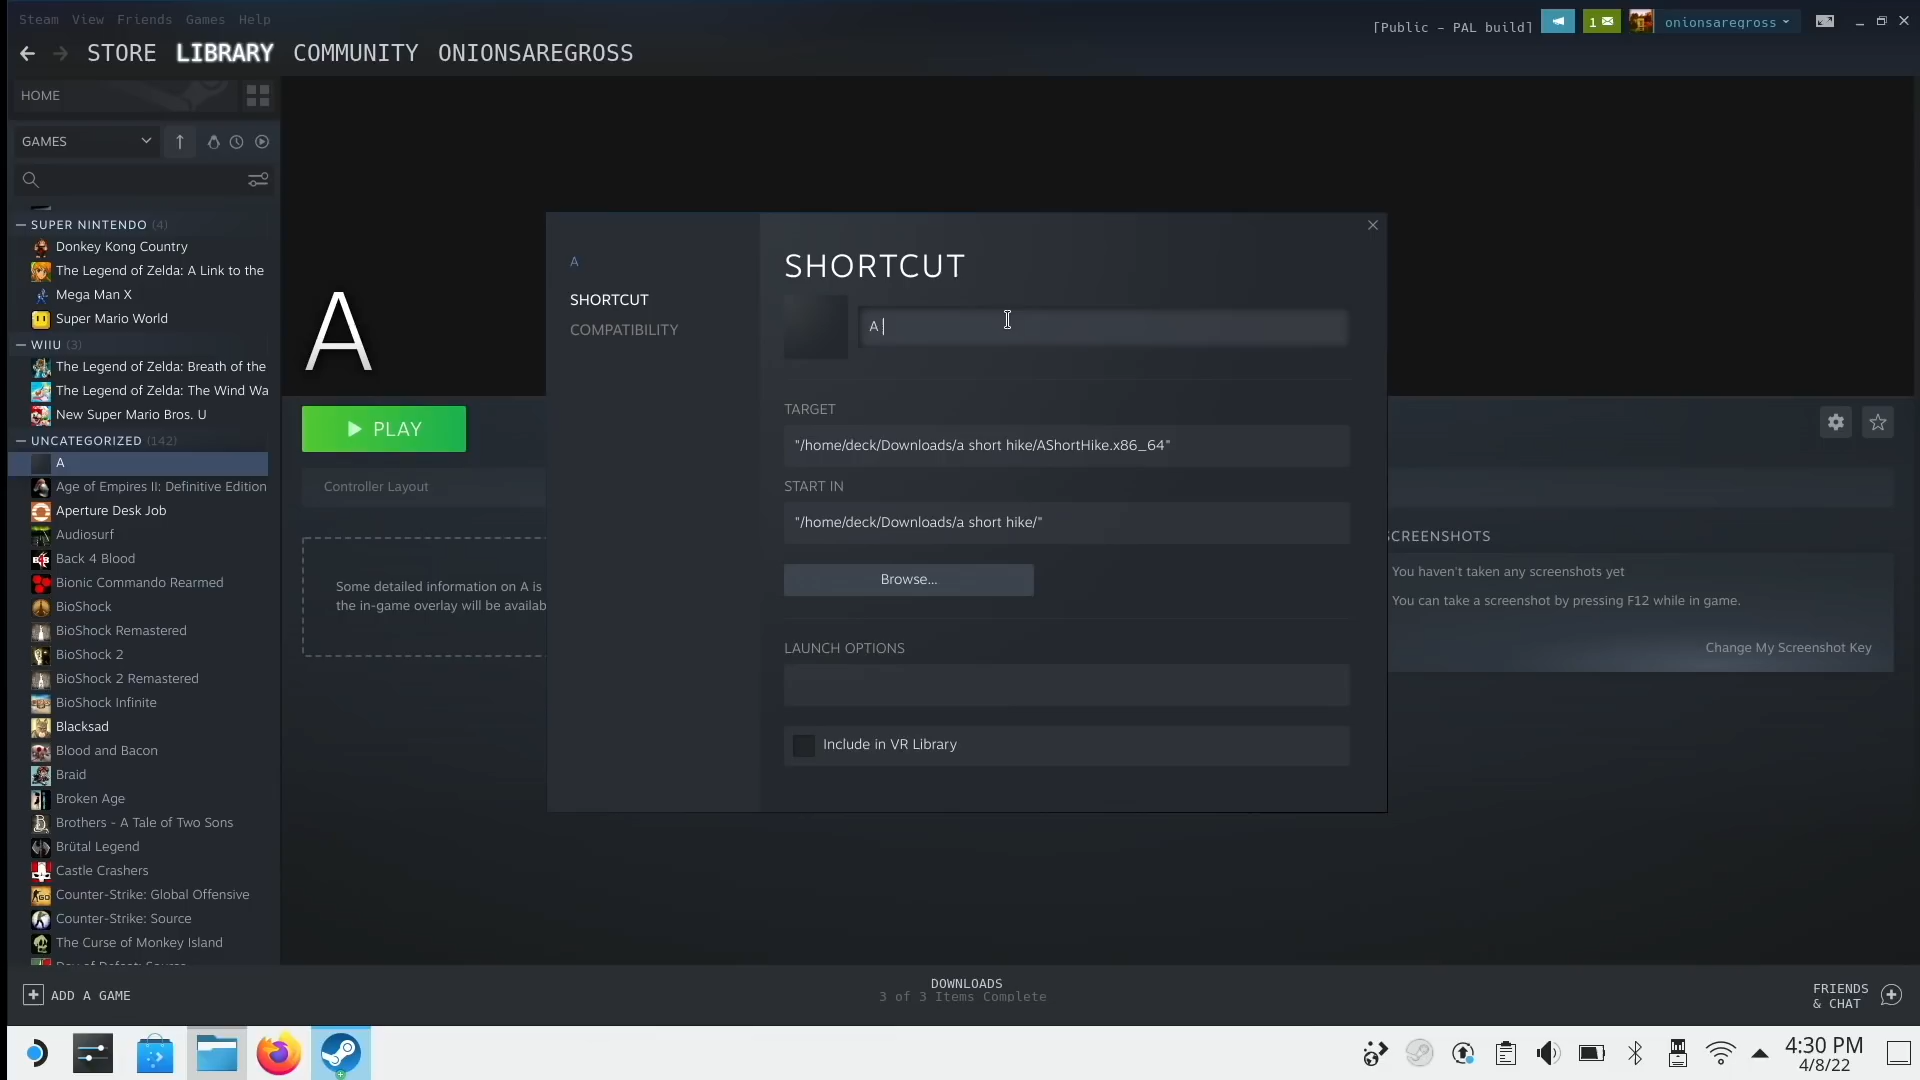 Steam View Friends Games Help
[Public - PAL build]
1
onionsaregross
STORE LIBRARY COMMUNITY ONIONSAREGROSS
HOME
GAMES
SUPER NINTENDO (4)
Donkey Kong Country
The Legend of Zelda: A Link to the
Mega Man X
Super Mario World
WIIU (3)
The Legend of Zelda: Breath of the
The Legend of Zelda: The Wind Wa
New Super Mario Bros. U
UNCATEGORIZED (142)
A
Age of Empires II: Definitive Edition
Aperture Desk Job
Audiosurf
Back 4 Blood
Bionic Commando Rearmed
BioShock
BioShock Remastered
BioShock 2
BioShock 2 Remastered
BioShock Infinite
Blacksad
Blood and Bacon
Braid
Broken Age
Brothers - A Tale of Two Sons
Brütal Legend
Castle Crashers
Counter-Strike: Global Offensive
Counter-Strike: Source
The Curse of Monkey Island
A
PLAY
Controller Layout
Some detailed information on A is
the in-game overlay will be availab
A
SHORTCUT
COMPATIBILITY
SHORTCUT
A
TARGET
"/home/deck/Downloads/a short hike/AShortHike.x86_64"
START IN
"/home/deck/Downloads/a short hike/"
Browse...
LAUNCH OPTIONS
Include in VR Library
SCREENSHOTS
You haven't taken any screenshots yet
You can take a screenshot by pressing F12 while in game.
Change My Screenshot Key
ADD A GAME
DOWNLOADS
3 of 3 Items Complete
FRIENDS
& CHAT
4:30 PM
4/8/22